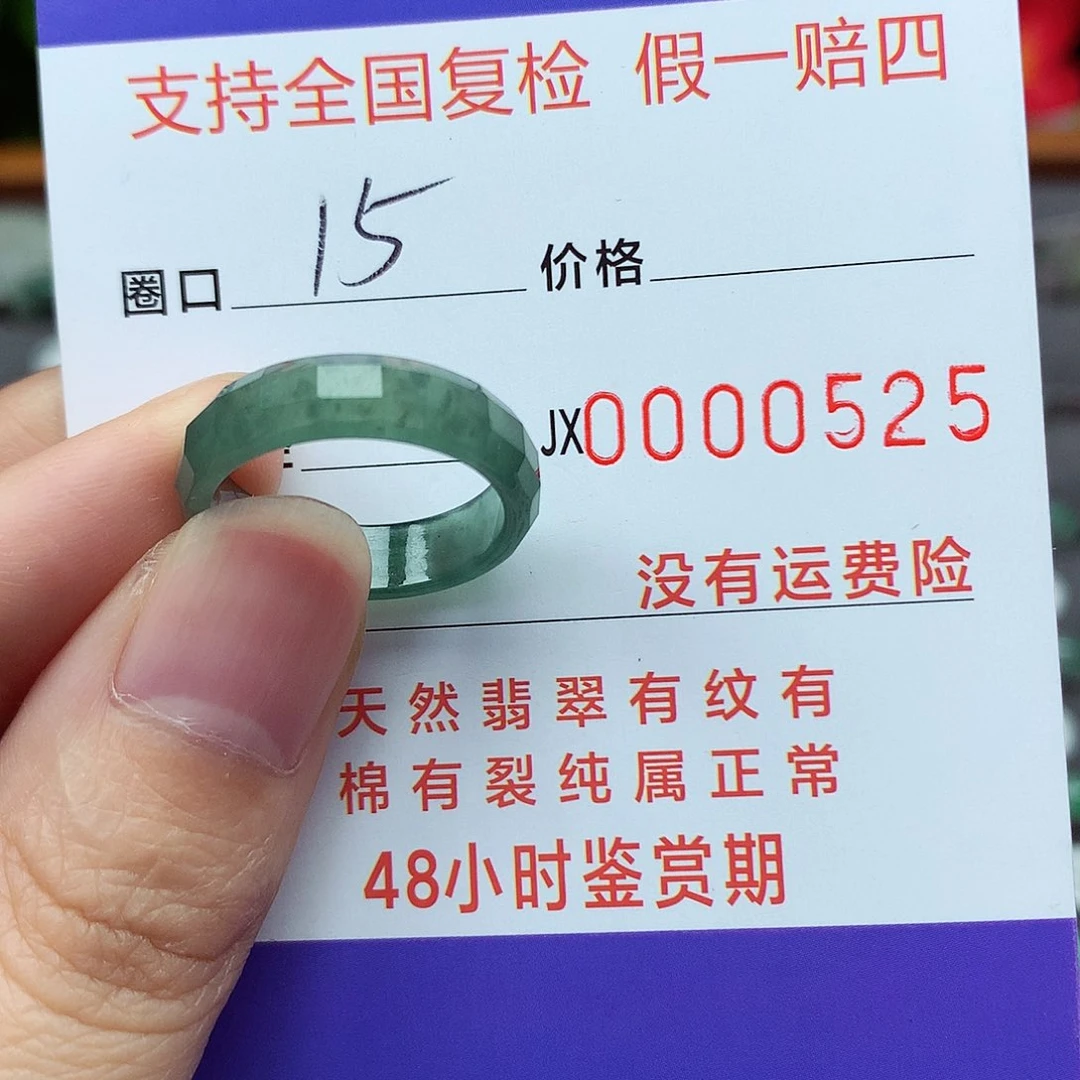 支持全国复检 假一赔四
圈口 15 价格
JX0000525
没有运费险
天然翡翠有纹有
棉有裂纯属正常
48小时鉴赏期